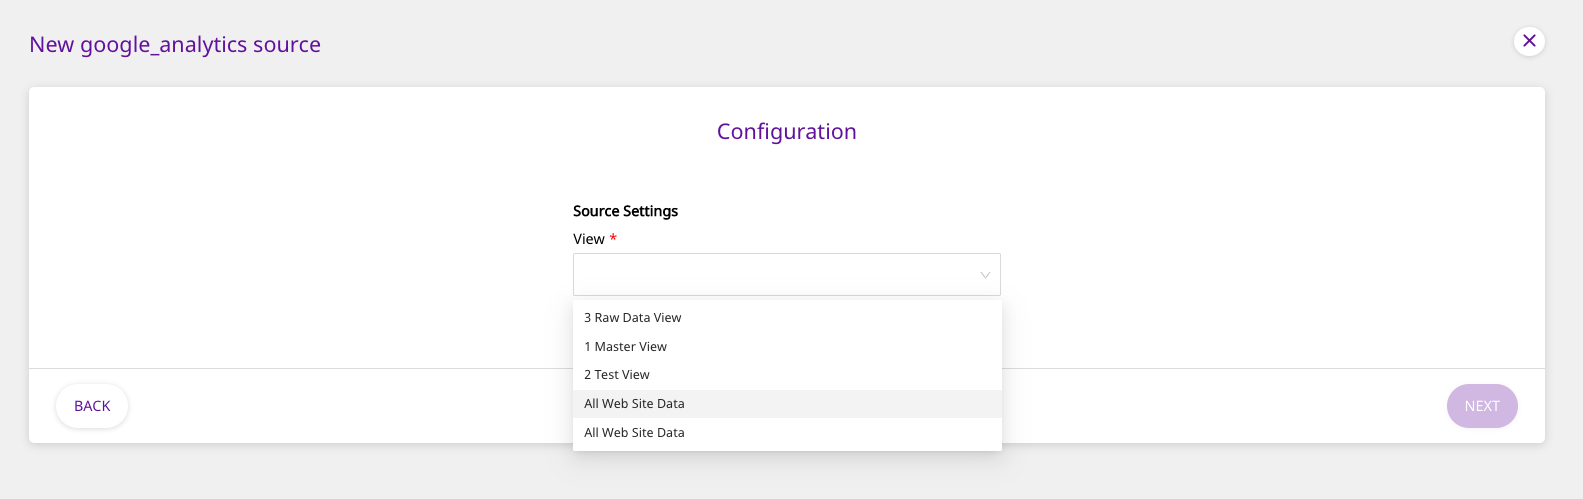 New google_analytics source
Configuration
Source Settings
View *
3 Raw Data View
1 Master View
2 Test View
All Web Site Data
All Web Site Data
BACK
NEXT